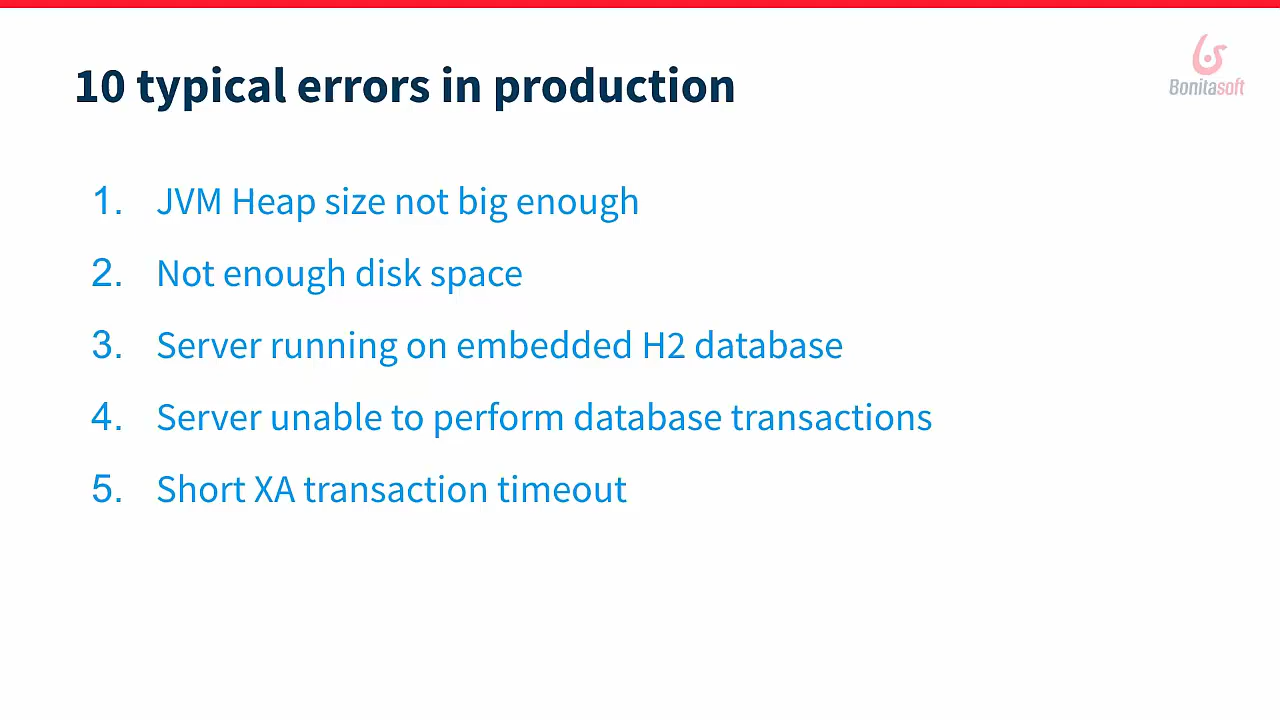 10 typical errors in production
Bonitasoft
1. JVM Heap size not big enough
2. Not enough disk space
3. Server running on embedded H2 database
4. Server unable to perform database transactions
5. Short XA transaction timeout